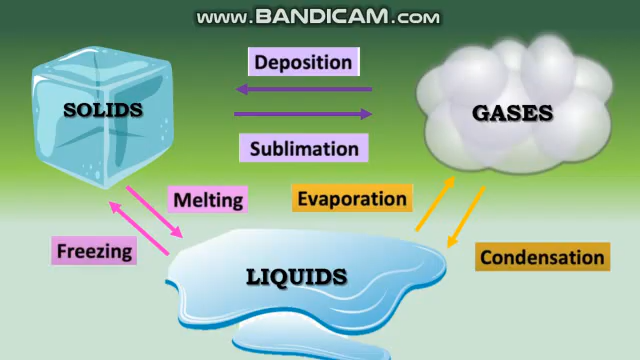 www.BANDICAM.com
Deposition
SOLIDS
GASES
Sublimation
Melting
Evaporation
Freezing
LIQUIDS
Condensation